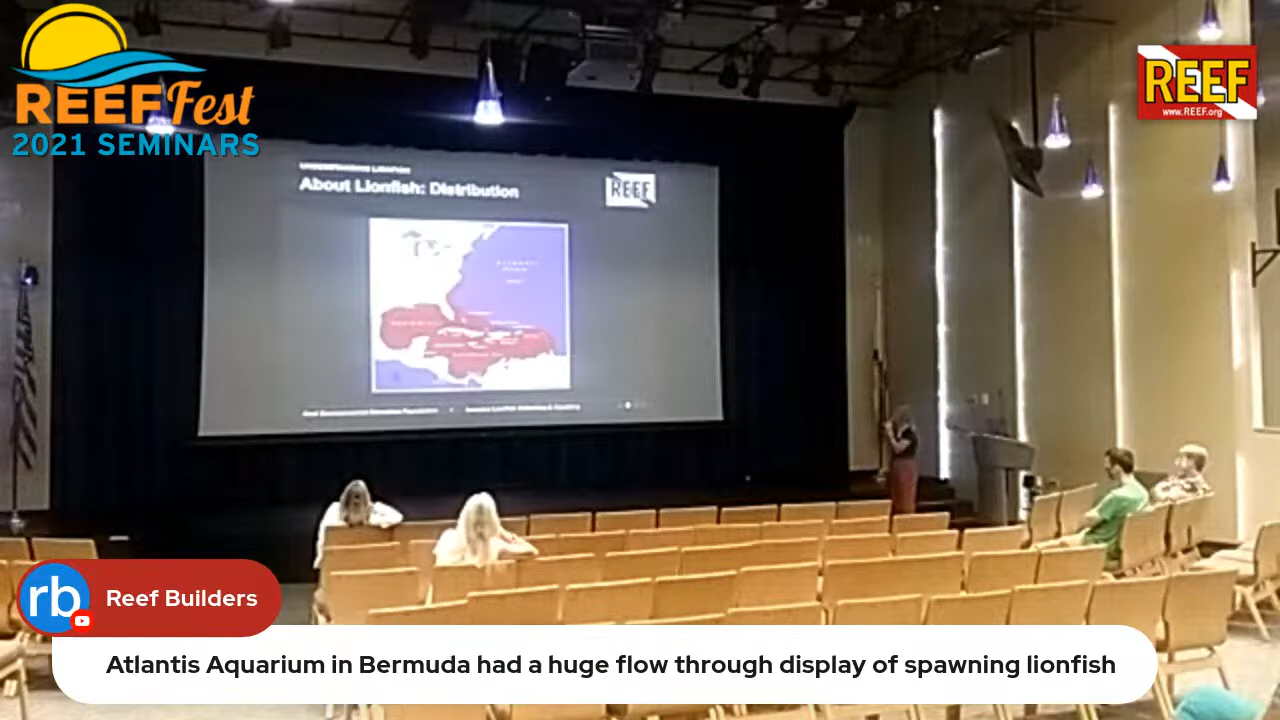 REEF Fest
2021 SEMINARS
REEF
www.REEF.org
About Lionfish: Distribution
REEF
rb
Reef Builders
Atlantis Aquarium in Bermuda had a huge flow through display of spawning lionfish